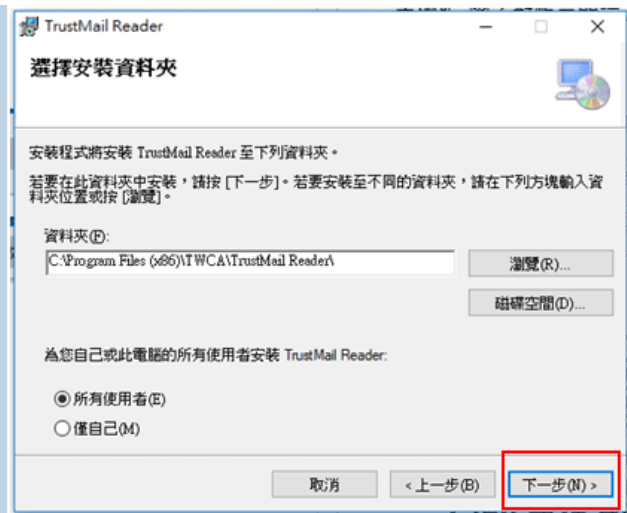 TrustMail Reader
選擇安裝資料夾
安裝程式將安裝 TrustMail Reader 至下列資料夾。
若要在此資料夾中安裝，請按 [下一步]。若要安裝至不同的資料夾，請在下列方塊輸入資
料夾位置或按 [瀏覽]。
資料夾(F):
C:\Program Files (x86)\TWCA\TrustMail Reader\
瀏覽(R)...
磁碟空間(D)...
為您自己或此電腦的所有使用者安裝 TrustMail Reader:
所有使用者(E)
僅自己(M)
取消
<上一步(B)
下一步(N) >